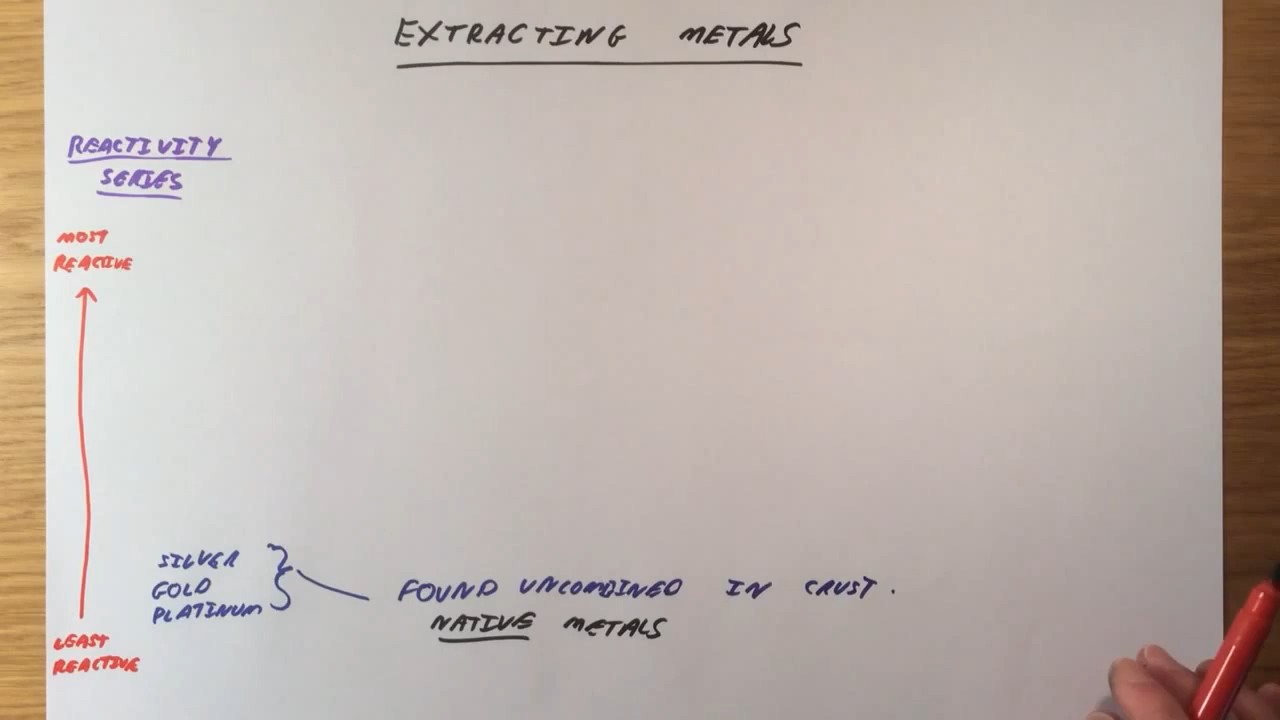 EXTRACTING METALS
REACTIVITY
SERIES
MOST
REACTIVE
SILVER
GOLD
PLATINUM
FOUND UNCOMBINED IN CRUST.
NATIVE METALS
LEAST
REACTIVE